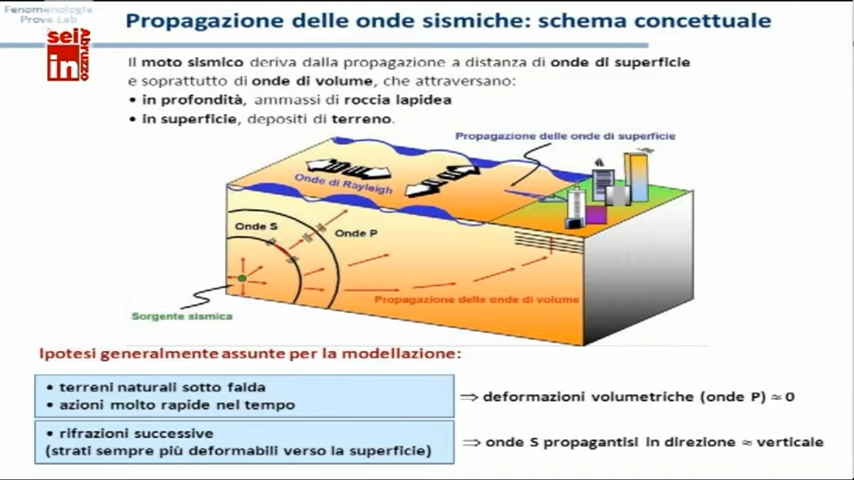 Fenomenologia
Prove Lab
Propagazione delle onde sismiche: schema concettuale
sei
in
Abruzzo
Il moto sismico deriva dalla propagazione a distanza di onde di superficie
e soprattutto di onde di volume, che attraversano:
• in profondità, ammassi di roccia lapidea
• in superficie, depositi di terreno.
Propagazione delle onde di superficie
Onde di Rayleigh
Onde S
Onde P
Propagazione delle onde di volume
Sorgente sismica
Ipotesi generalmente assunte per la modellazione:
• terreni naturali sotto falda
• azioni molto rapide nel tempo
⇒ deformazioni volumetriche (onde P) ≈ 0
• rifrazioni successive
(strati sempre più deformabili verso la superficie)
⇒ onde S propagantisi in direzione ≈ verticale